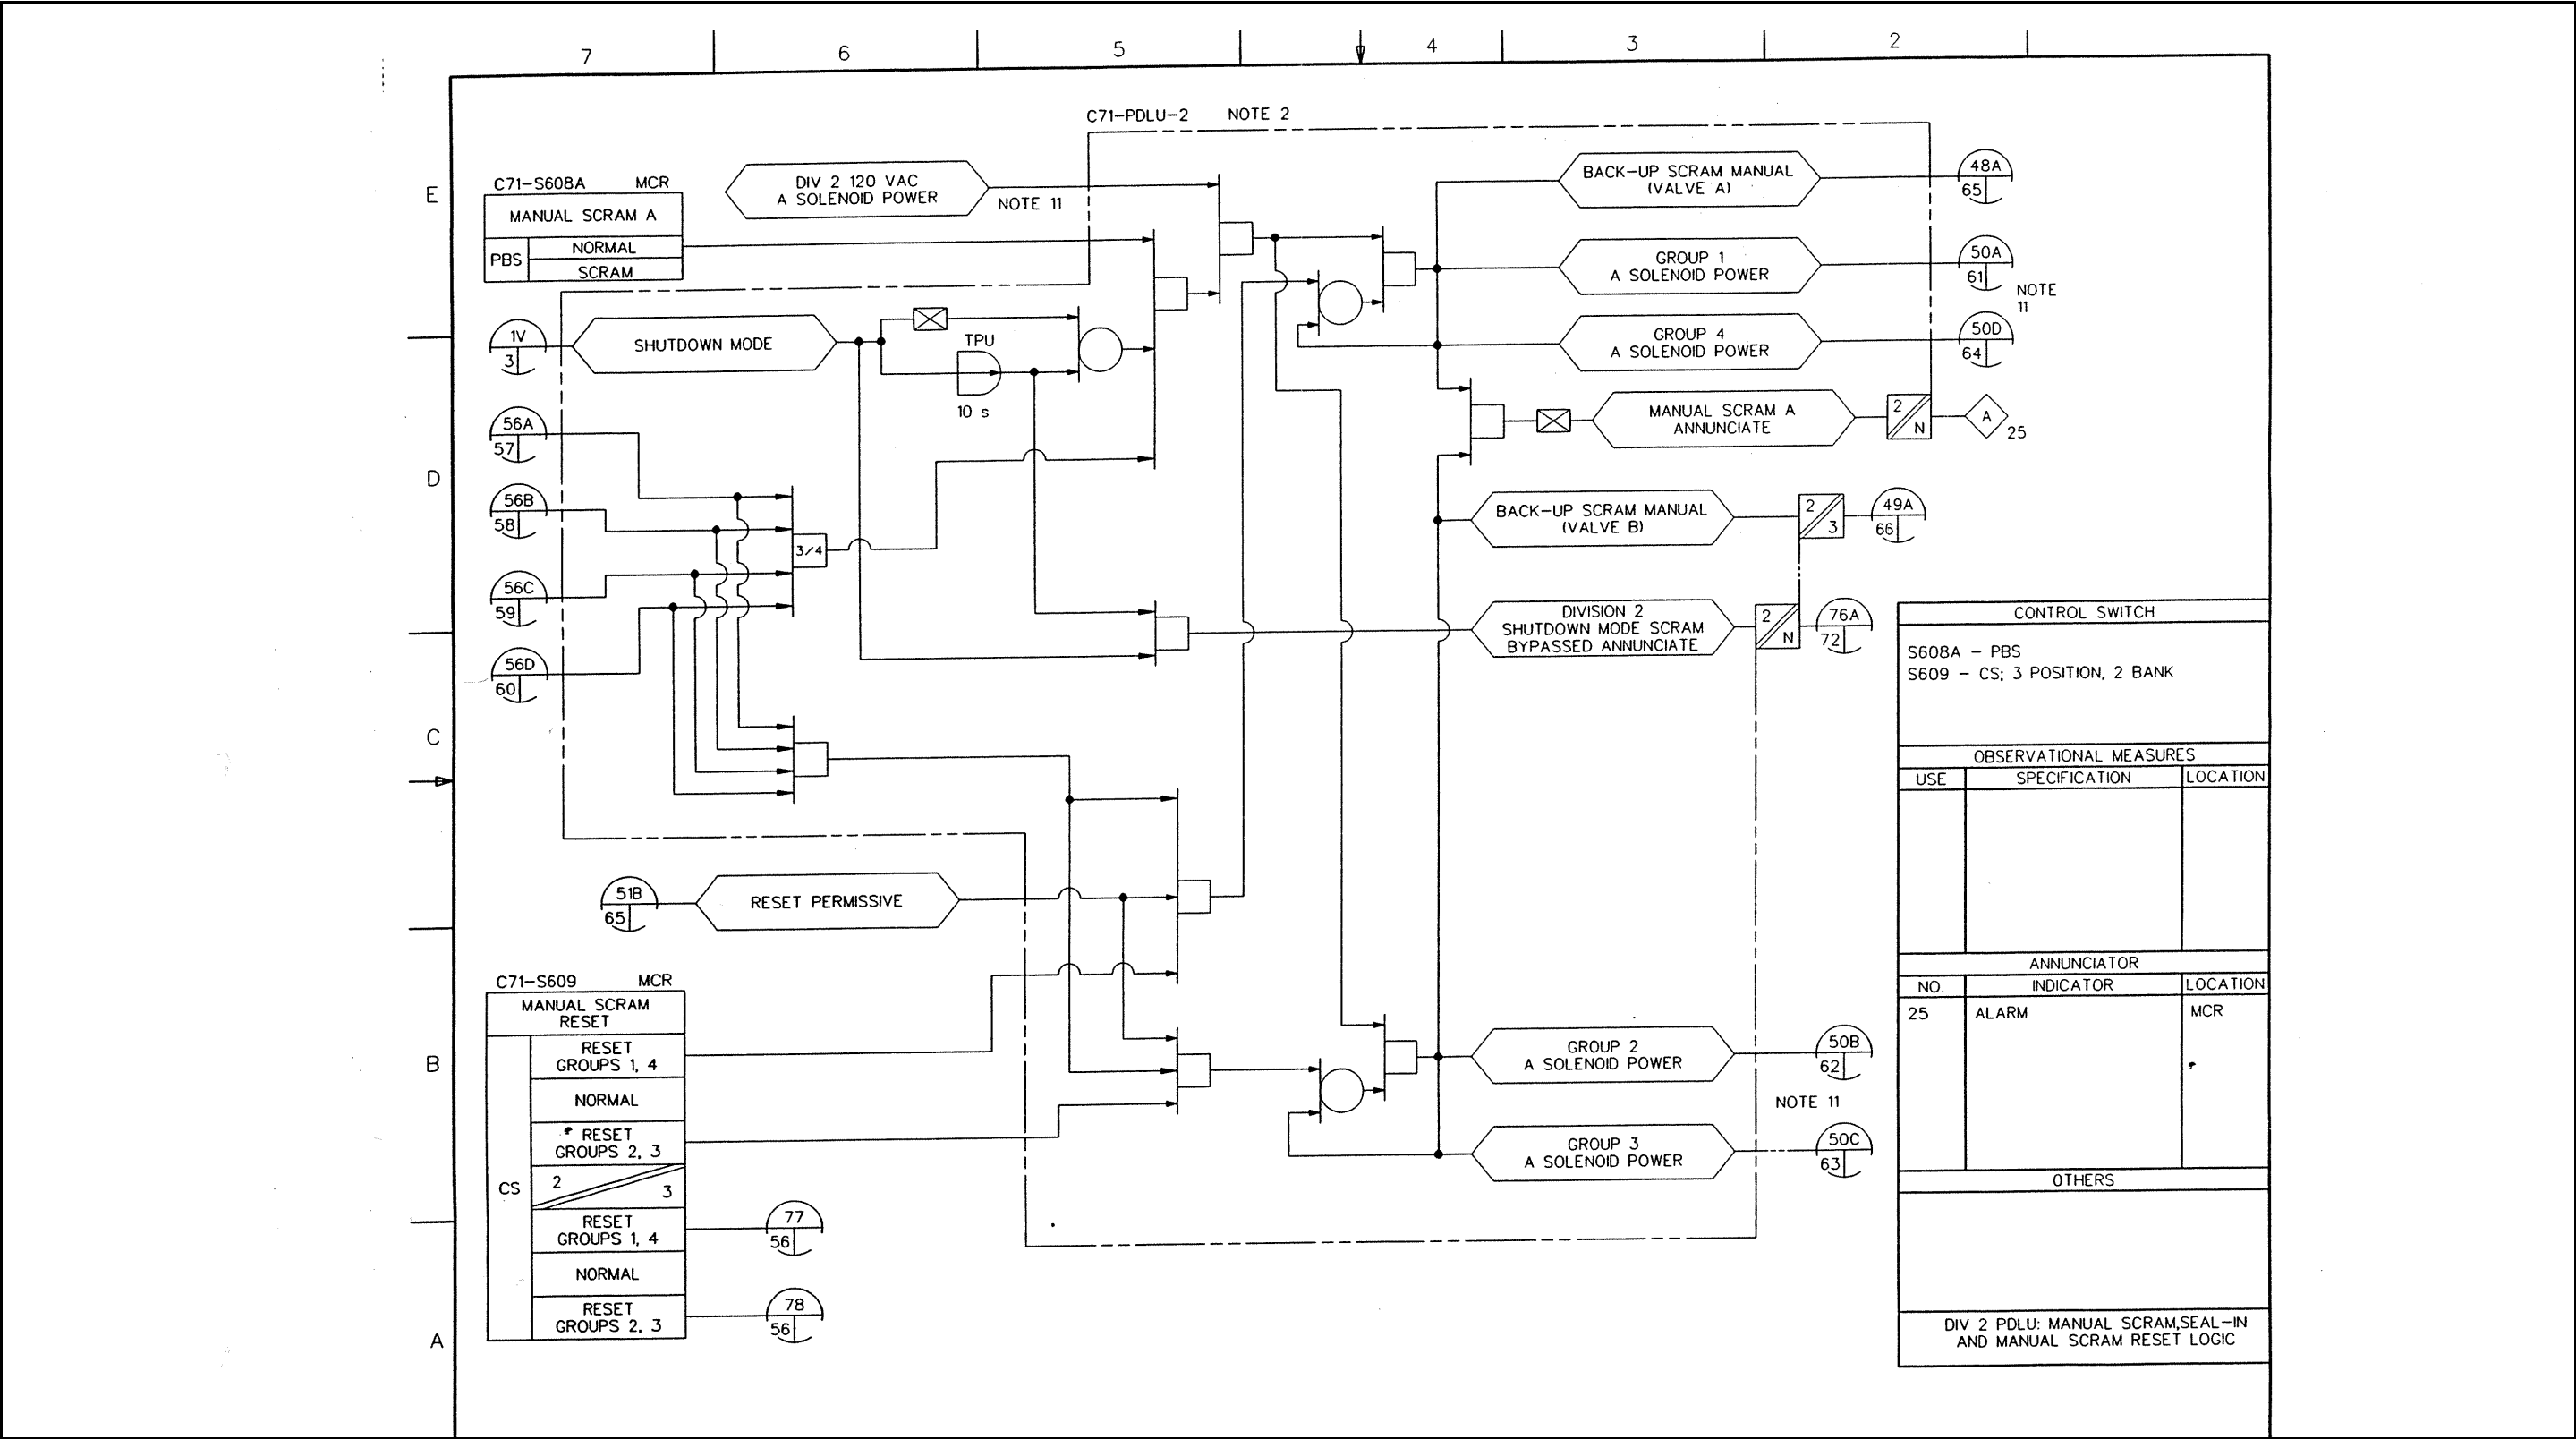 7
6
5
4
3
2
E
D
C
B
A
C71-PDLU-2 NOTE 2
C71-S608A MCR
MANUAL SCRAM A
PBS
NORMAL
SCRAM
DIV 2 120 VAC
A SOLENOID POWER
NOTE 11
1V
3
SHUTDOWN MODE
TPU
10 s
56A
57
56B
58
56C
59
56D
60
3/4
BACK-UP SCRAM MANUAL
(VALVE A)
48A
65
GROUP 1
A SOLENOID POWER
50A
61
NOTE
11
GROUP 4
A SOLENOID POWER
50D
64
MANUAL SCRAM A
ANNUNCIATE
2
N
A
25
BACK-UP SCRAM MANUAL
(VALVE B)
2
3
49A
66
DIVISION 2
SHUTDOWN MODE SCRAM
BYPASSED ANNUNCIATE
2
N
76A
72
51B
65
RESET PERMISSIVE
C71-S609 MCR
MANUAL SCRAM
RESET
CS
RESET
GROUPS 1, 4
NORMAL
RESET
GROUPS 2, 3
2
3
RESET
GROUPS 1, 4
NORMAL
RESET
GROUPS 2, 3
77
56
78
56
GROUP 2
A SOLENOID POWER
50B
62
NOTE 11
GROUP 3
A SOLENOID POWER
50C
63
CONTROL SWITCH
S608A - PBS
S609 - CS; 3 POSITION, 2 BANK
OBSERVATIONAL MEASURES
USE SPECIFICATION LOCATION
ANNUNCIATOR
NO. INDICATOR LOCATION
25 ALARM MCR
OTHERS
DIV 2 PDLU: MANUAL SCRAM,SEAL-IN
AND MANUAL SCRAM RESET LOGIC